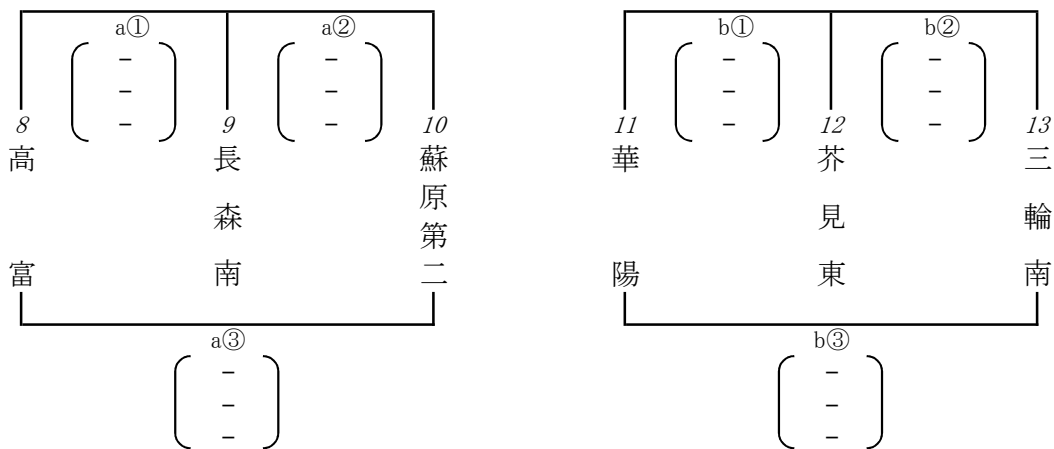 a① a② b① b②
- - - -
- - - -
- - - -
8 9 10 11 12 13
高富
長森南
蘇原第二
華陽
芥見東
三輪南
a③ b③
- -
- -
- -